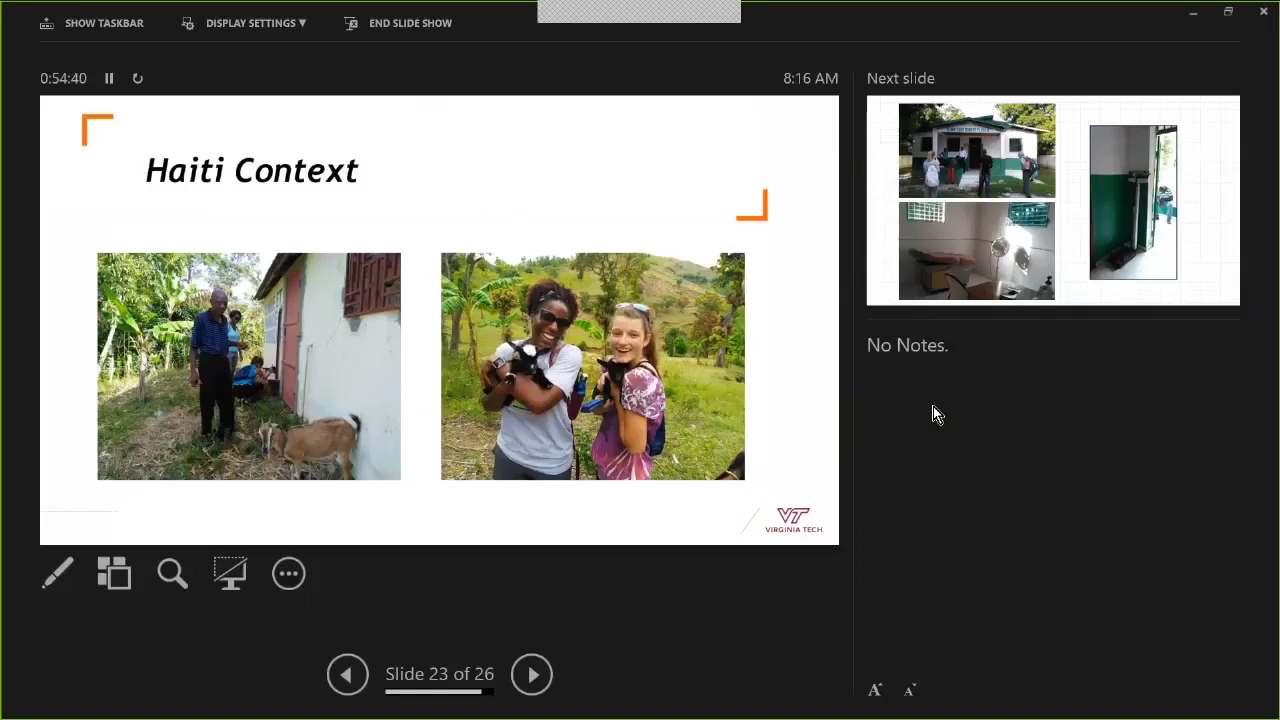 SHOW TASKBAR
DISPLAY SETTINGS ▼
END SLIDE SHOW
0:54:40
8:16 AM
Next slide
Haiti Context
No Notes.
VT
VIRGINIA TECH
Slide 23 of 26
A
A